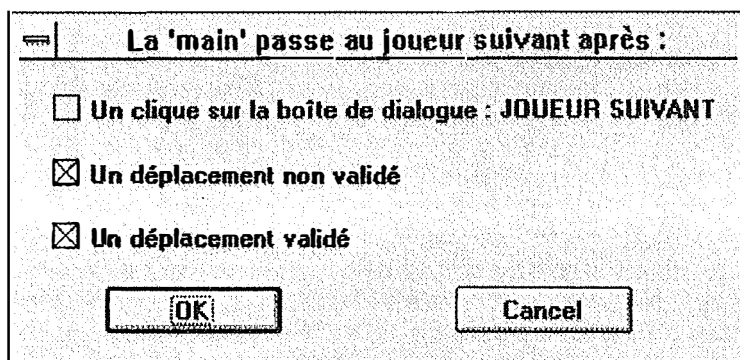 La 'main' passe au joueur suivant après :
Un clique sur la boîte de dialogue : JOUEUR SUIVANT
Un déplacement non validé
Un déplacement validé
OK Cancel